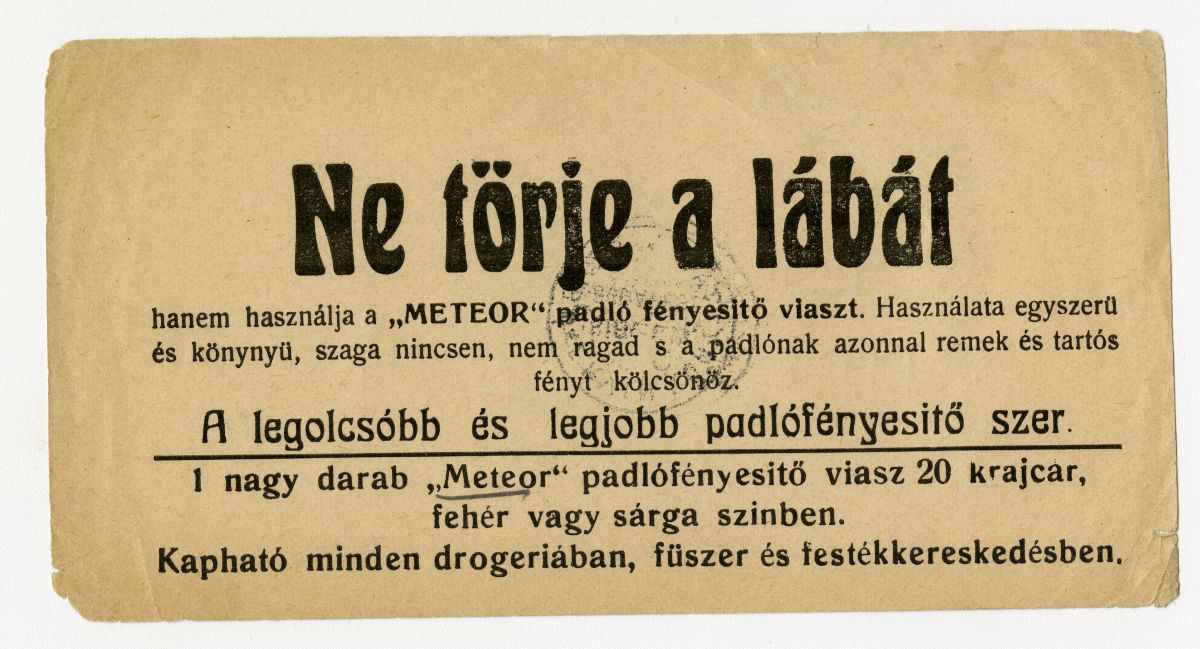 Ne törje a lábát
hanem használja a „METEOR“ padló fényesitő viaszt. Használata egyszerü
és könynyü, szaga nincsen, nem ragad s a padlónak azonnal remek és tartós
fényt kölcsönöz.
A legolcsóbb és legjobb padlófényesitő szer.
1 nagy darab „Meteor“ padlófényesitő viasz 20 krajcár,
fehér vagy sárga szinben.
Kapható minden drogeriában, füszer és festékkereskedésben.